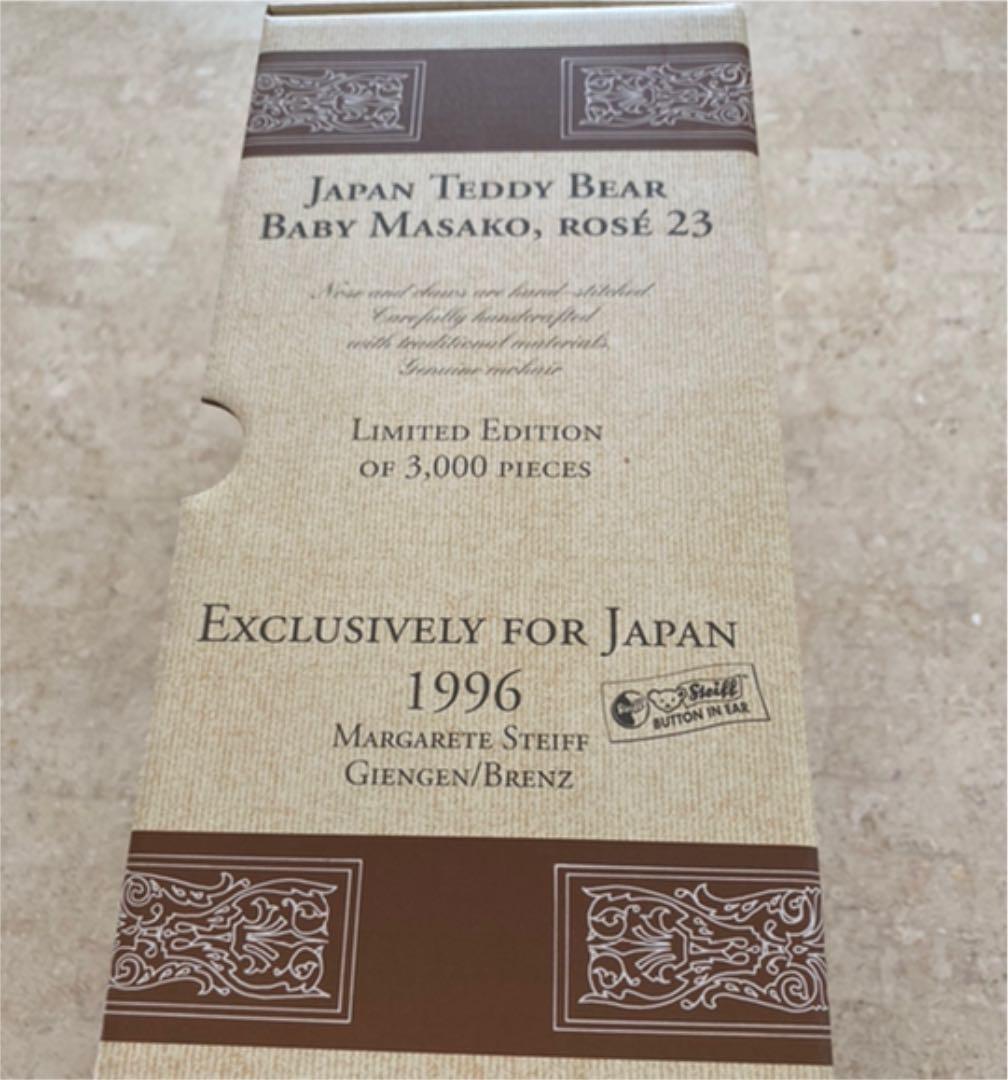 JAPAN TEDDY BEAR
BABY MASAKO, ROSÉ 23
Nose and claws are hand-stitched
Carefully handcrafted
with traditional materials.
Genuine mohair
LIMITED EDITION
OF 3,000 PIECES
EXCLUSIVELY FOR JAPAN
1996
MARGARETE STEIFF
GIENGEN/BRENZ
Steiff
BUTTON IN EAR